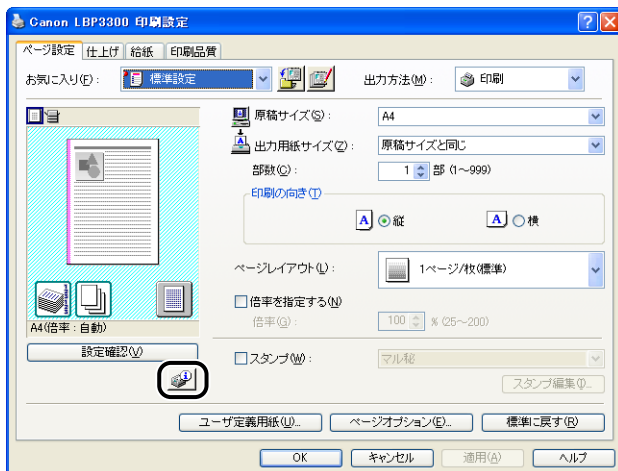 Canon LBP3300 印刷設定
ページ設定 仕上げ 給紙 印刷品質
お気に入り(F): 標準設定 出力方法(M): 印刷
原稿サイズ(S): A4
出力用紙サイズ(Z): 原稿サイズと同じ
部数(C): 1 部 (1～999)
印刷の向き(T)
A 縦 A 横
ページレイアウト(L): 1ページ/枚(標準)
倍率を指定する(N)
A4(倍率:自動)
倍率(G): 100 % (25～200)
設定確認(V)
スタンプ(W): マル秘
スタンプ編集(I)...
ユーザ定義用紙(U)... ページオプション(E)... 標準に戻す(R)
OK キャンセル 適用(A) ヘルプ